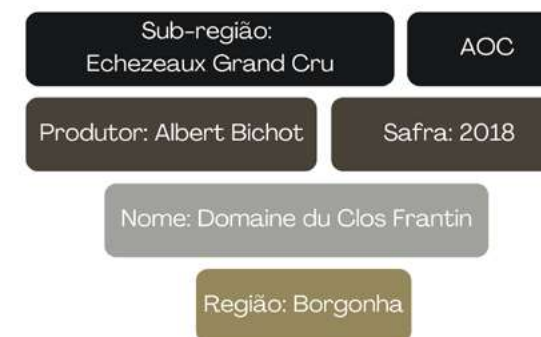 Sub-região:
Echezeaux Grand Cru
AOC
Produtor: Albert Bichot
Safra: 2018
Nome: Domaine du Clos Frantin
Região: Borgonha